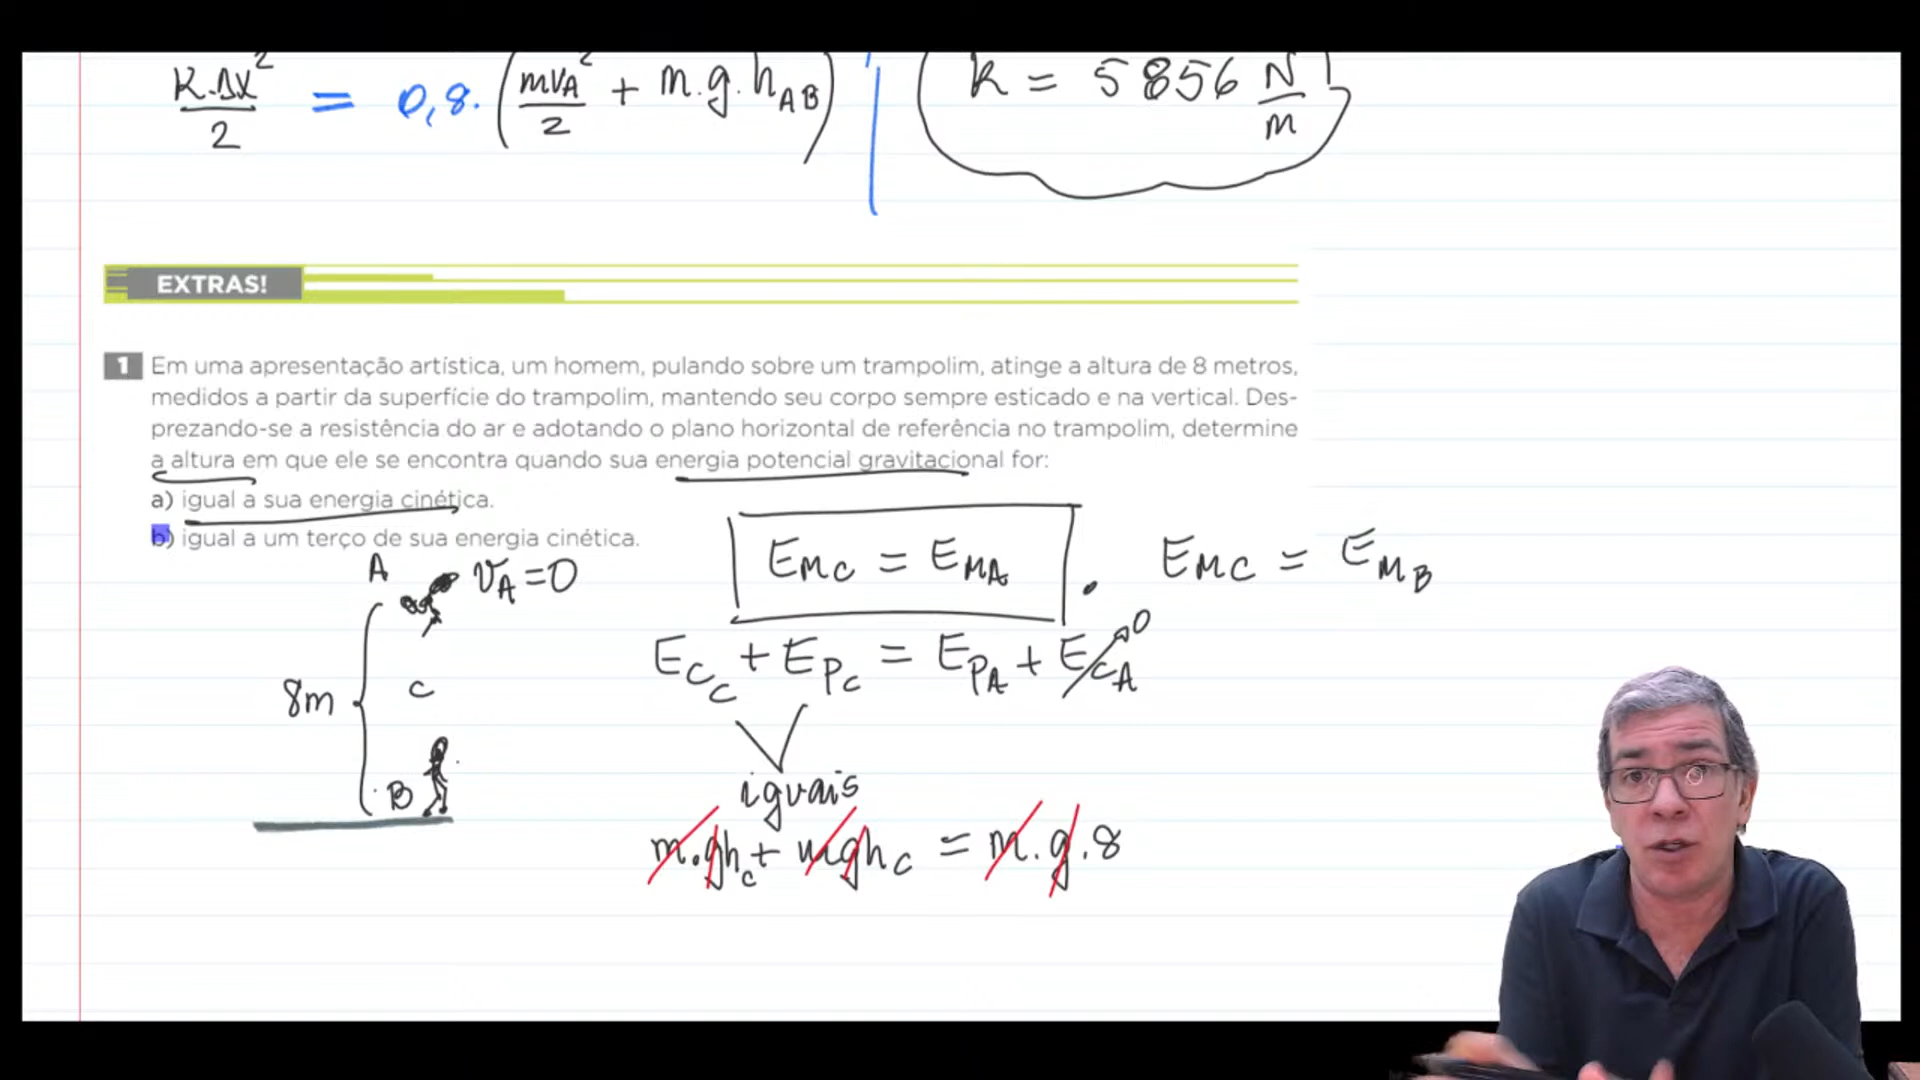 K.Δx²/2 = 0,8.(mvA²/2 + m.g.hAB)
K = 5856 N/m
EXTRAS!
1 Em uma apresentação artística, um homem, pulando sobre um trampolim, atinge a altura de 8 metros,
medidos a partir da superfície do trampolim, mantendo seu corpo sempre esticado e na vertical. Des-
prezando-se a resistência do ar e adotando o plano horizontal de referência no trampolim, determine
a altura em que ele se encontra quando sua energia potencial gravitacional for:
a) igual a sua energia cinética.
b) igual a um terço de sua energia cinética.
A vA=0
EMC = EMA . EMC = EMB
ECC + EPC = EPA + ECA 0
8m
C
iguais
B
m.ghc + mghc = m.g.8